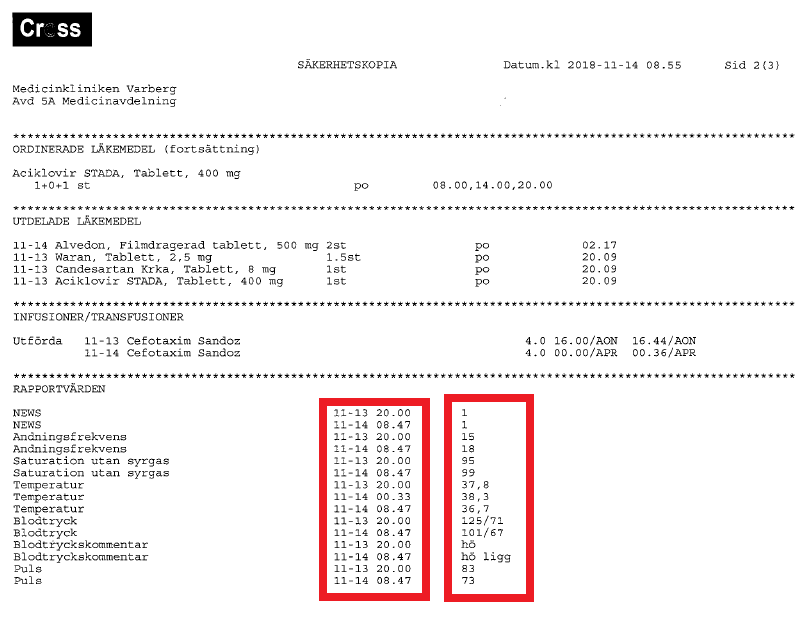 Cross
SÄKERHETSKOPIA Datum.kl 2018-11-14 08.55 Sid 2(3)
Medicinkliniken Varberg
Avd 5A Medicinavdelning
****************************************************************************************************
ORDINERADE LÄKEMEDEL (fortsättning)
Aciklovir STADA, Tablett, 400 mg
1+0+1 st po 08.00,14.00,20.00
****************************************************************************************************
UTDELADE LÄKEMEDEL
11-14 Alvedon, Filmdragerad tablett, 500 mg 2st po 02.17
11-13 Waran, Tablett, 2,5 mg 1.5st po 20.09
11-13 Candesartan Krka, Tablett, 8 mg 1st po 20.09
11-13 Aciklovir STADA, Tablett, 400 mg 1st po 20.09
****************************************************************************************************
INFUSIONER/TRANSFUSIONER
Utförda 11-13 Cefotaxim Sandoz 4.0 16.00/AON 16.44/AON
11-14 Cefotaxim Sandoz 4.0 00.00/APR 00.36/APR
****************************************************************************************************
RAPPORTVÄRDEN
NEWS 11-13 20.00 1
NEWS 11-14 08.47 1
Andningsfrekvens 11-13 20.00 15
Andningsfrekvens 11-14 08.47 18
Saturation utan syrgas 11-13 20.00 95
Saturation utan syrgas 11-14 08.47 99
Temperatur 11-13 20.00 37,8
Temperatur 11-14 00.33 38,3
Temperatur 11-14 08.47 36,7
Blodtryck 11-13 20.00 125/71
Blodtryck 11-14 08.47 101/67
Blodtryckskommentar 11-13 20.00 hö
Blodtryckskommentar 11-14 08.47 hö ligg
Puls 11-13 20.00 83
Puls 11-14 08.47 73